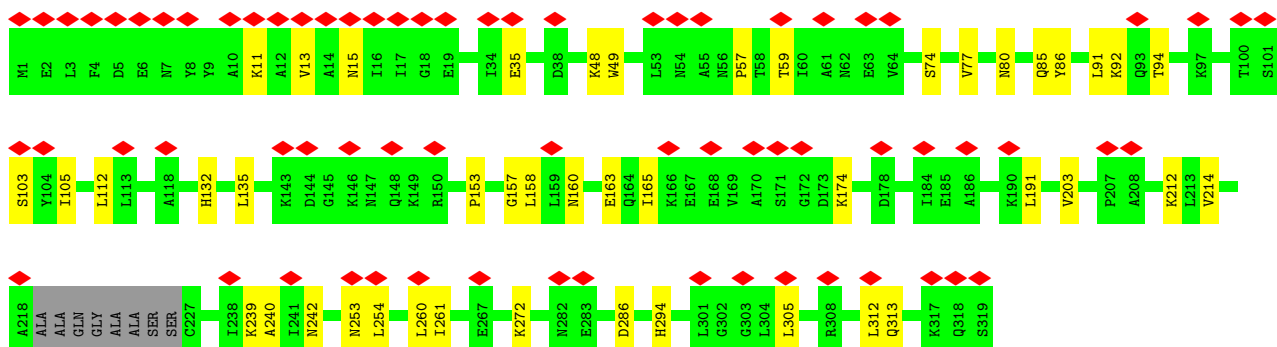 M1 E2 L3 F4 D5 E6 N7 Y8 Y9 A10 K11 A12 V13 A14 N15 I16 I17 G18 E19 I34 E35 D38 K48 W49 L53 N54 A55 N56 P57 T58 T59 I60 A61 N62 E63 V64 S74 V77 N80 Q85 Y86 L91 K92 Q93 T94 K97 T100 S101
S103 Y104 I105 L112 L113 A118 H132 L135 K143 D144 G145 K146 N147 Q148 K149 R150 P153 G157 L158 L159 N160 E163 Q164 I165 K166 E167 E168 V169 A170 S171 G172 D173 K174 D178 I184 E185 A186 K190 L191 V203 P207 A208 K212 L213 V214
A218 ALA ALA GLN GLY ALA ALA SER SER C227 I238 K239 A240 I241 N242 N253 L254 L260 I261 E267 K272 N282 E283 D286 H294 L301 G302 G303 L304 L305 R308 L312 Q313 K317 Q318 S319